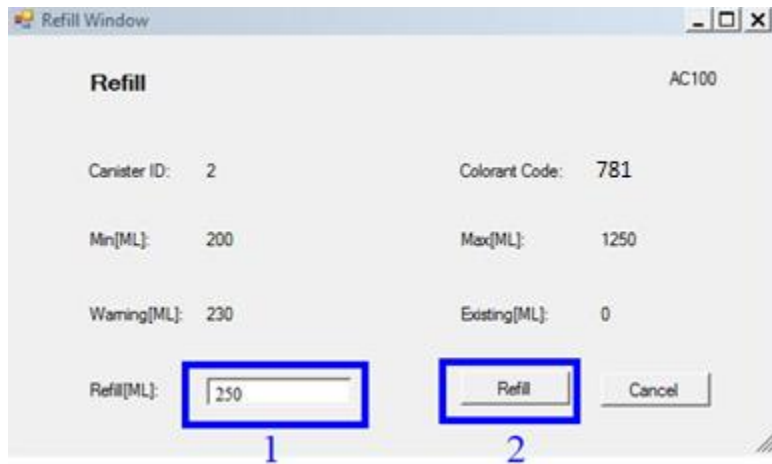 Refill Window
Refill AC100
Canister ID: 2 Colorant Code: 781
Min[ML]: 200 Max[ML]: 1250
Warning[ML]: 230 Existing[ML]: 0
Refill[ML]: 250 Refill Cancel
1 2